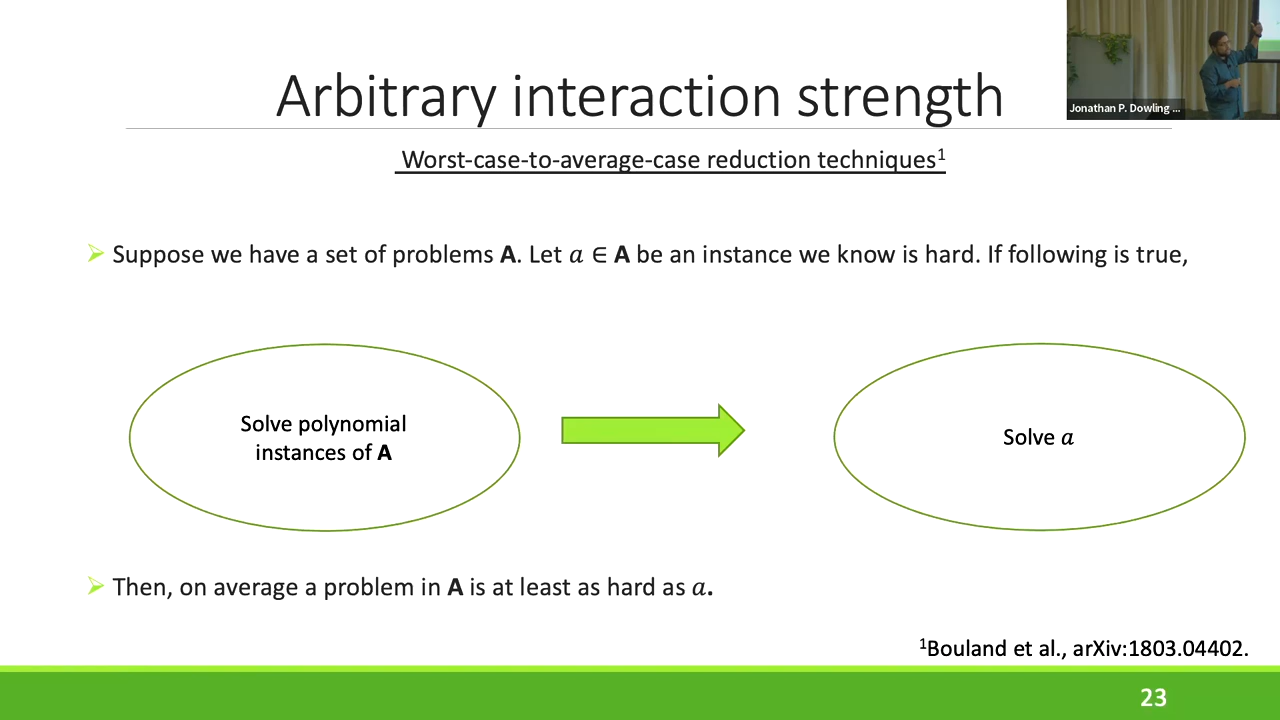 Jonathan P. Dowling ...
Arbitrary interaction strength
Worst-case-to-average-case reduction techniques¹
➢ Suppose we have a set of problems A. Let 𝑎 ∈ A be an instance we know is hard. If following is true,
Solve polynomial
instances of A
Solve 𝑎
➢ Then, on average a problem in A is at least as hard as 𝑎.
¹Bouland et al., arXiv:1803.04402.
23